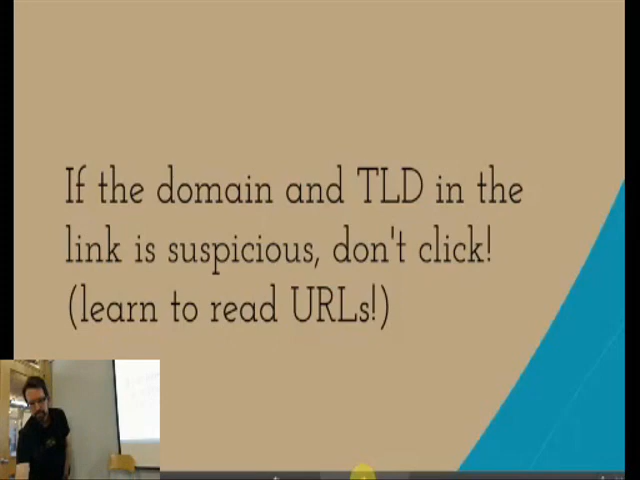 If the domain and TLD in the
link is suspicious, don't click!
(learn to read URLs!)